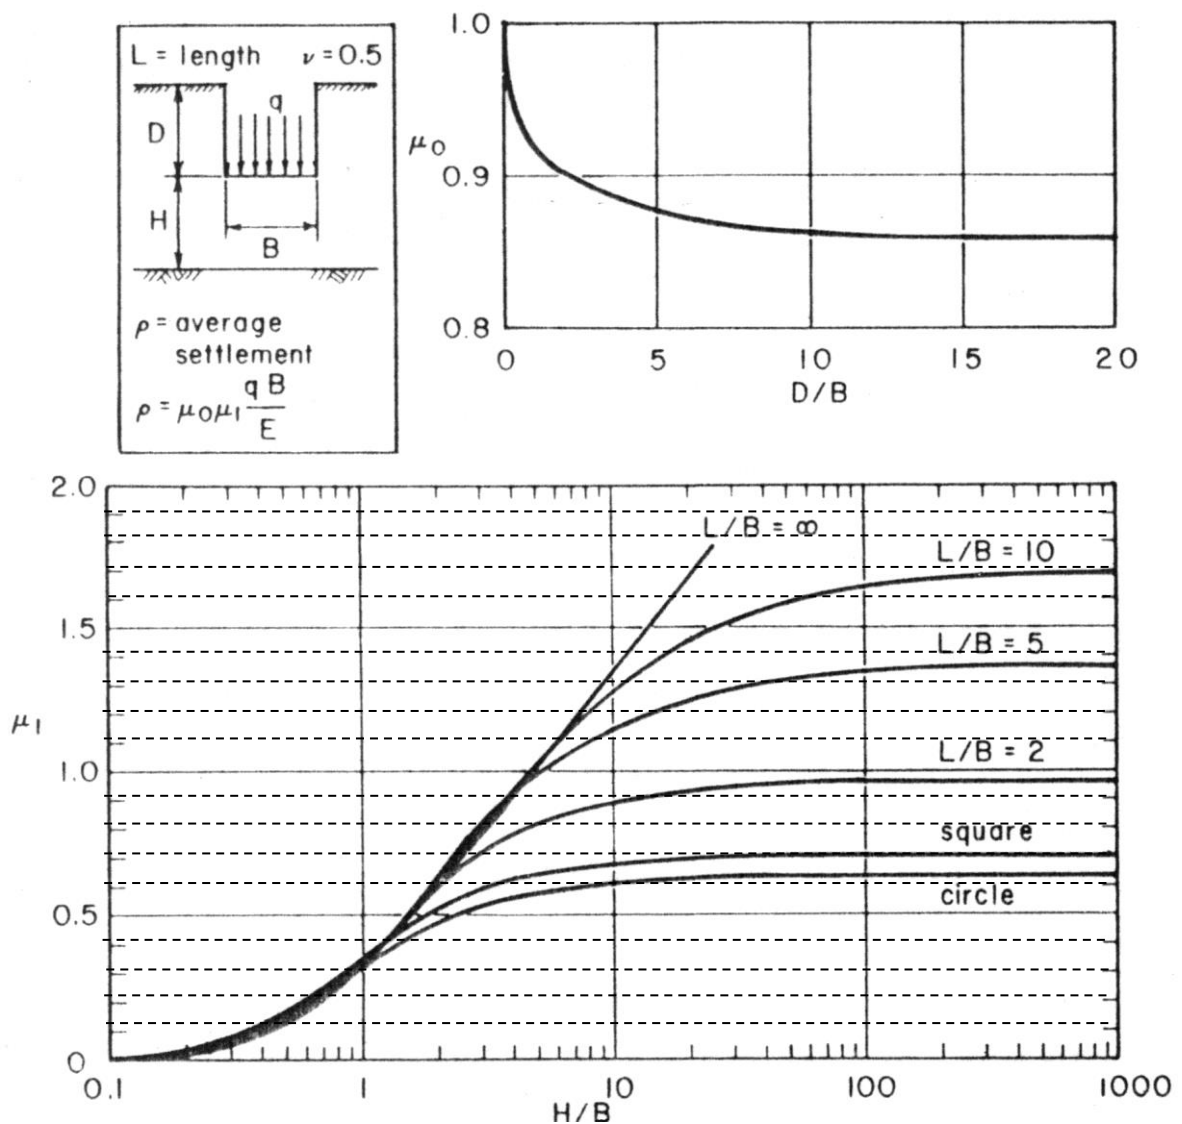 L = length ν = 0.5
q
D
H
B
ρ = average
settlement
ρ = μ₀μ₁ qB/E
1.0
μ₀
0.9
0.8
0 5 10 15 20
D/B
2.0
L/B = ∞
L/B = 10
1.5
L/B = 5
μ₁
L/B = 2
1.0
square
circle
0.5
0
0.1 1 10 100 1000
H/B